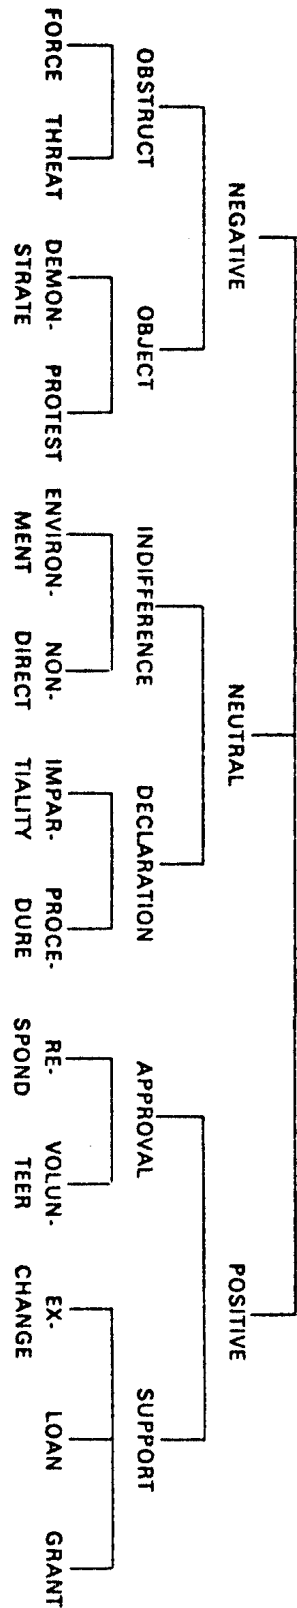 NEGATIVE NEUTRAL POSITIVE
OBSTRUCT OBJECT INDIFFERENCE DECLARATION APPROVAL SUPPORT
FORCE THREAT DEMON- PROTEST ENVIRON- NON- IMPAR- PROCE- RE- VOLUN- EX- LOAN GRANT
STRATE MENT DIRECT TIALITY DURE SPOND TEER CHANGE